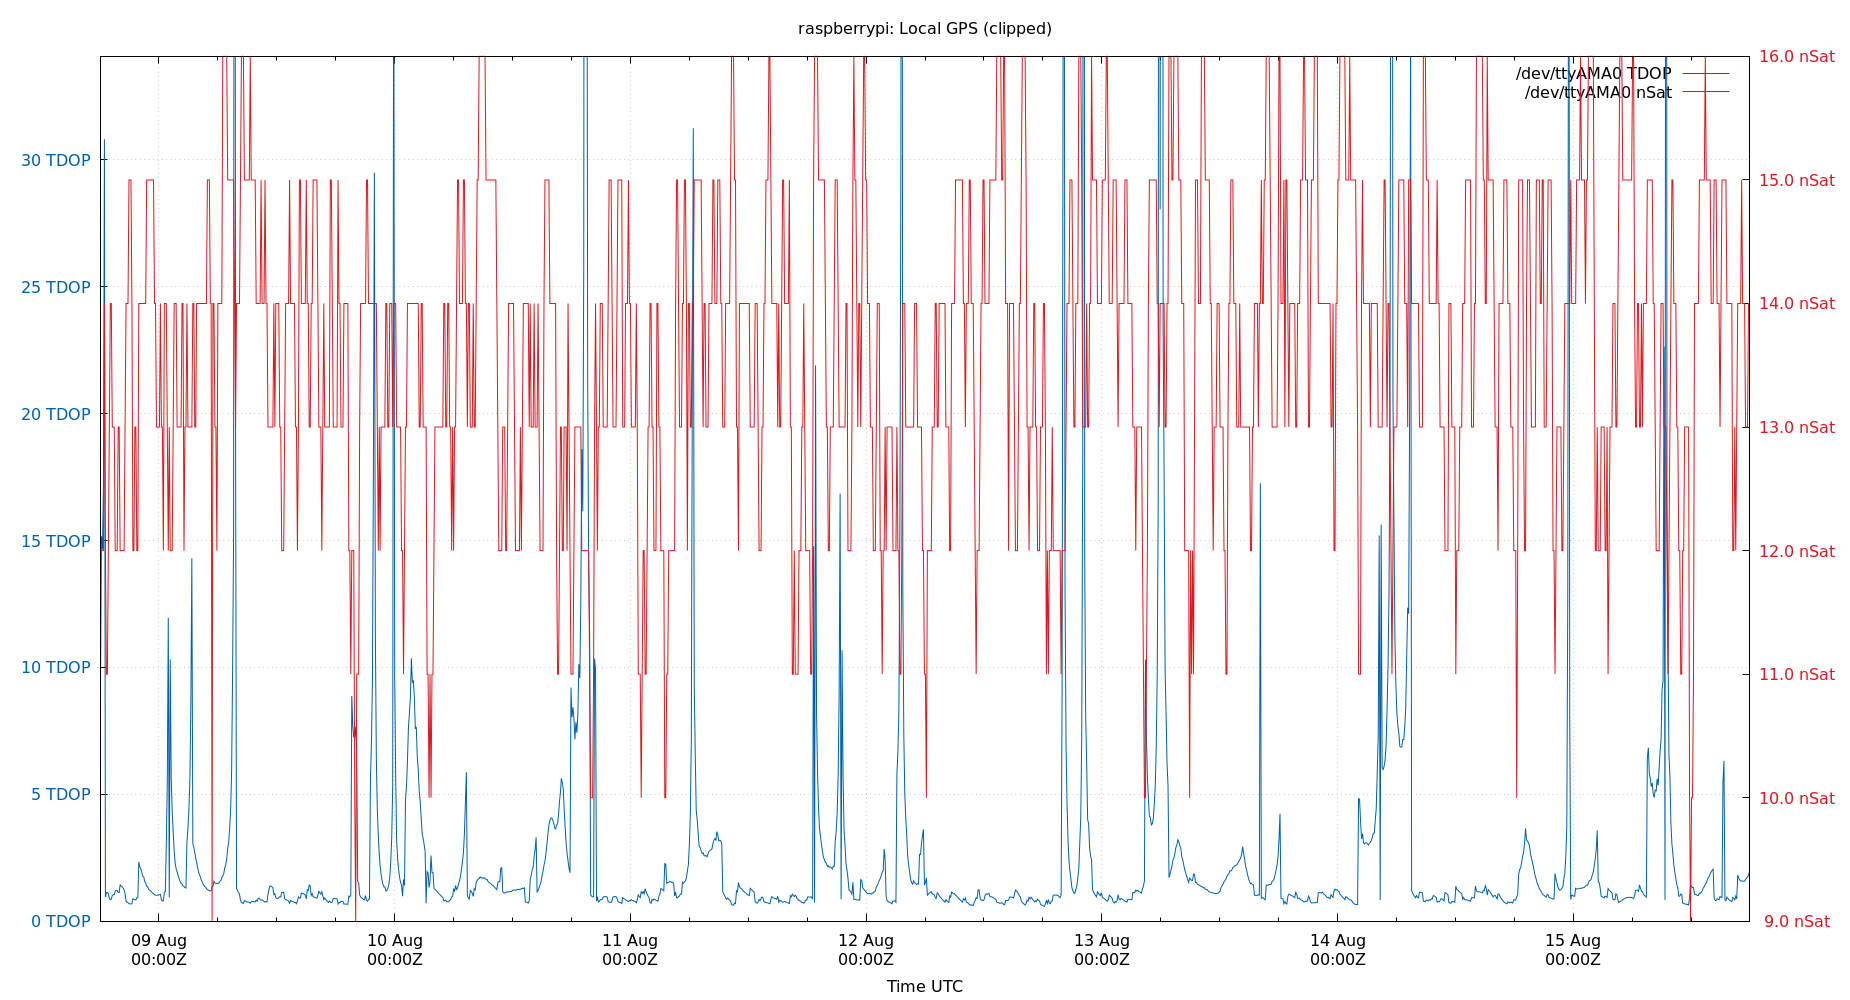 raspberrypi: Local GPS (clipped)
16.0 nSat
/dev/ttyAMA0 TDOP
/dev/ttyAMA0 nSat
30 TDOP
15.0 nSat
25 TDOP
14.0 nSat
20 TDOP
13.0 nSat
15 TDOP
12.0 nSat
10 TDOP
11.0 nSat
5 TDOP
10.0 nSat
0 TDOP
9.0 nSat
09 Aug 10 Aug 11 Aug 12 Aug 13 Aug 14 Aug 15 Aug
00:00Z 00:00Z 00:00Z 00:00Z 00:00Z 00:00Z 00:00Z
Time UTC